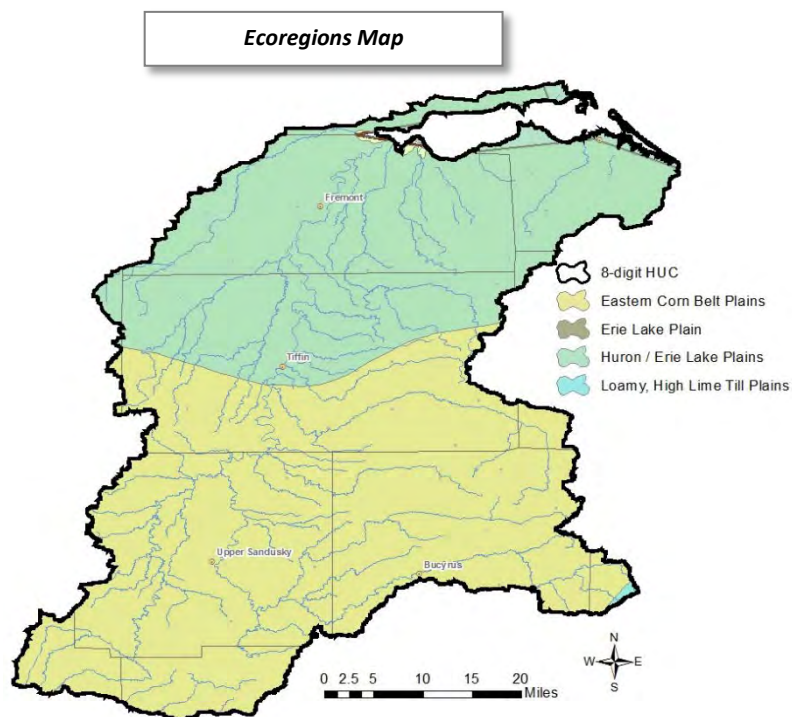 Ecoregions Map
Fremont
8-digit HUC
Eastern Corn Belt Plains
Erie Lake Plain
Huron / Erie Lake Plains
Loamy, High Lime Till Plains
Tiffin
Upper Sandusky
Bucyrus
N
W E
S
0 2.5 5 10 15 20
Miles